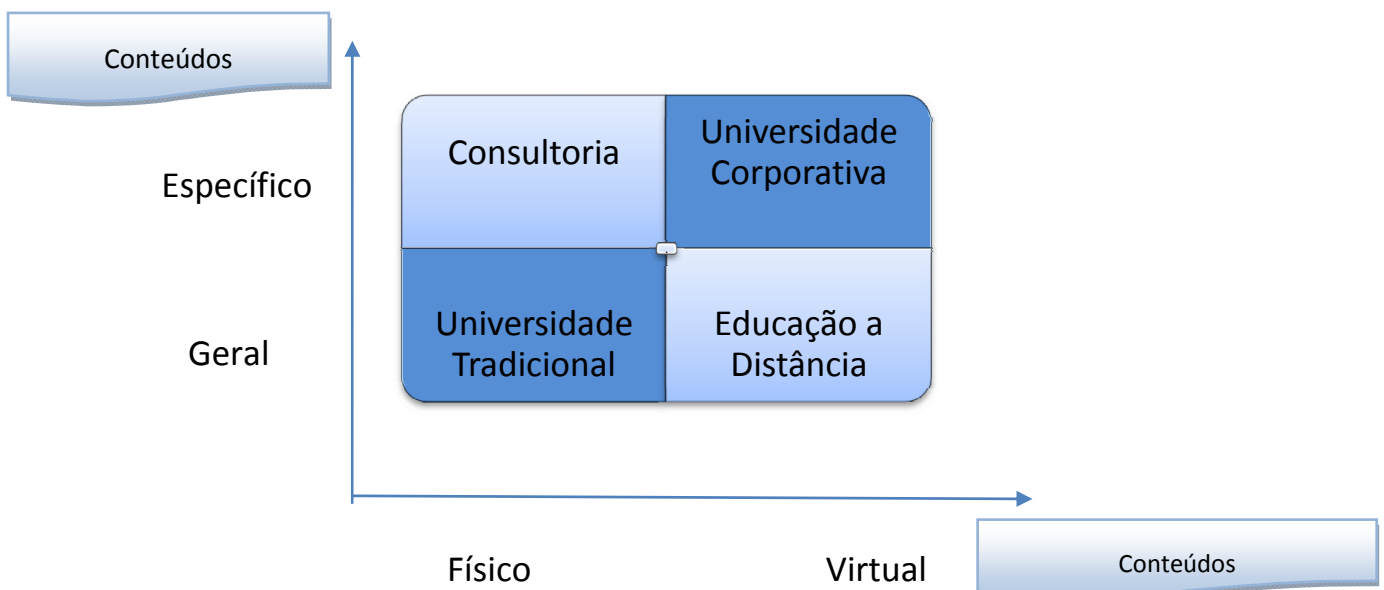 Conteúdos
Consultoria
Universidade
Corporativa
Específico
Universidade
Tradicional
Educação a
Distância
Geral
Físico
Virtual
Conteúdos